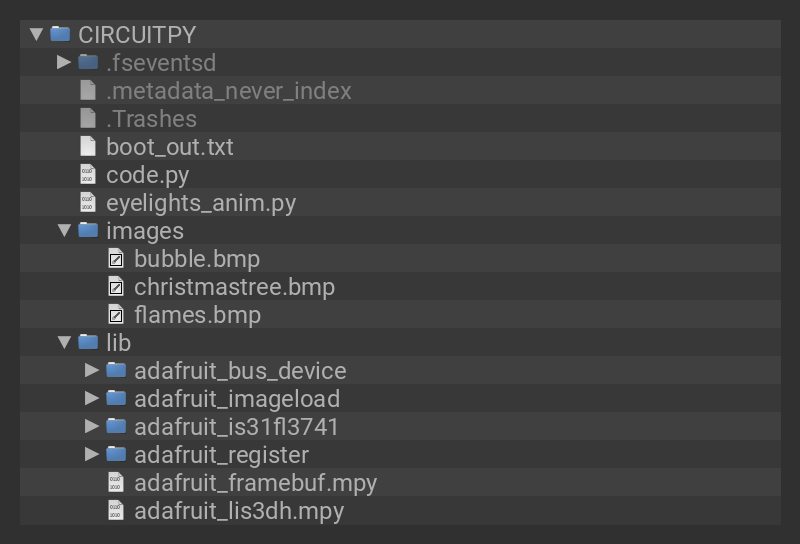 CIRCUITPY
.fseventsd
.metadata_never_index
.Trashes
boot_out.txt
code.py
eyelights_anim.py
images
bubble.bmp
christmastree.bmp
flames.bmp
lib
adafruit_bus_device
adafruit_imageload
adafruit_is31fl3741
adafruit_register
adafruit_framebuf.mpy
adafruit_lis3dh.mpy